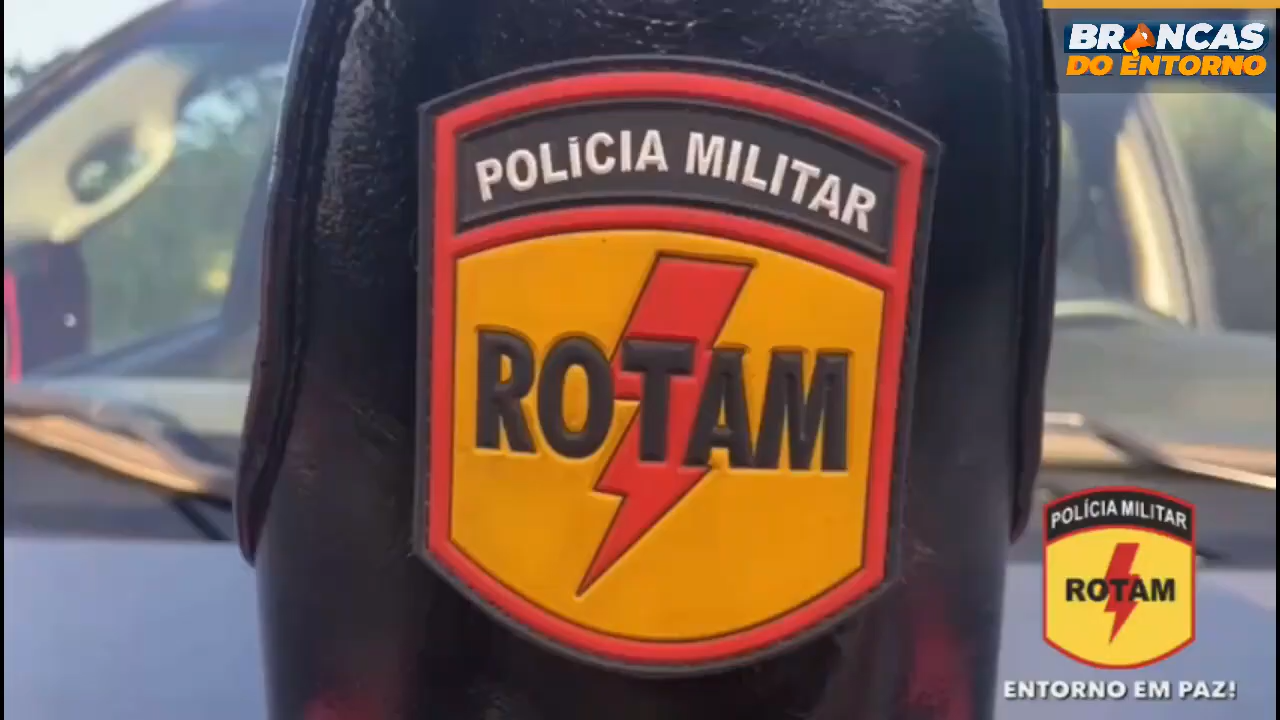 BRANCAS
DO ENTORNO
POLÍCIA MILITAR
ROTAM
POLÍCIA MILITAR
ROTAM
ENTORNO EM PAZ!